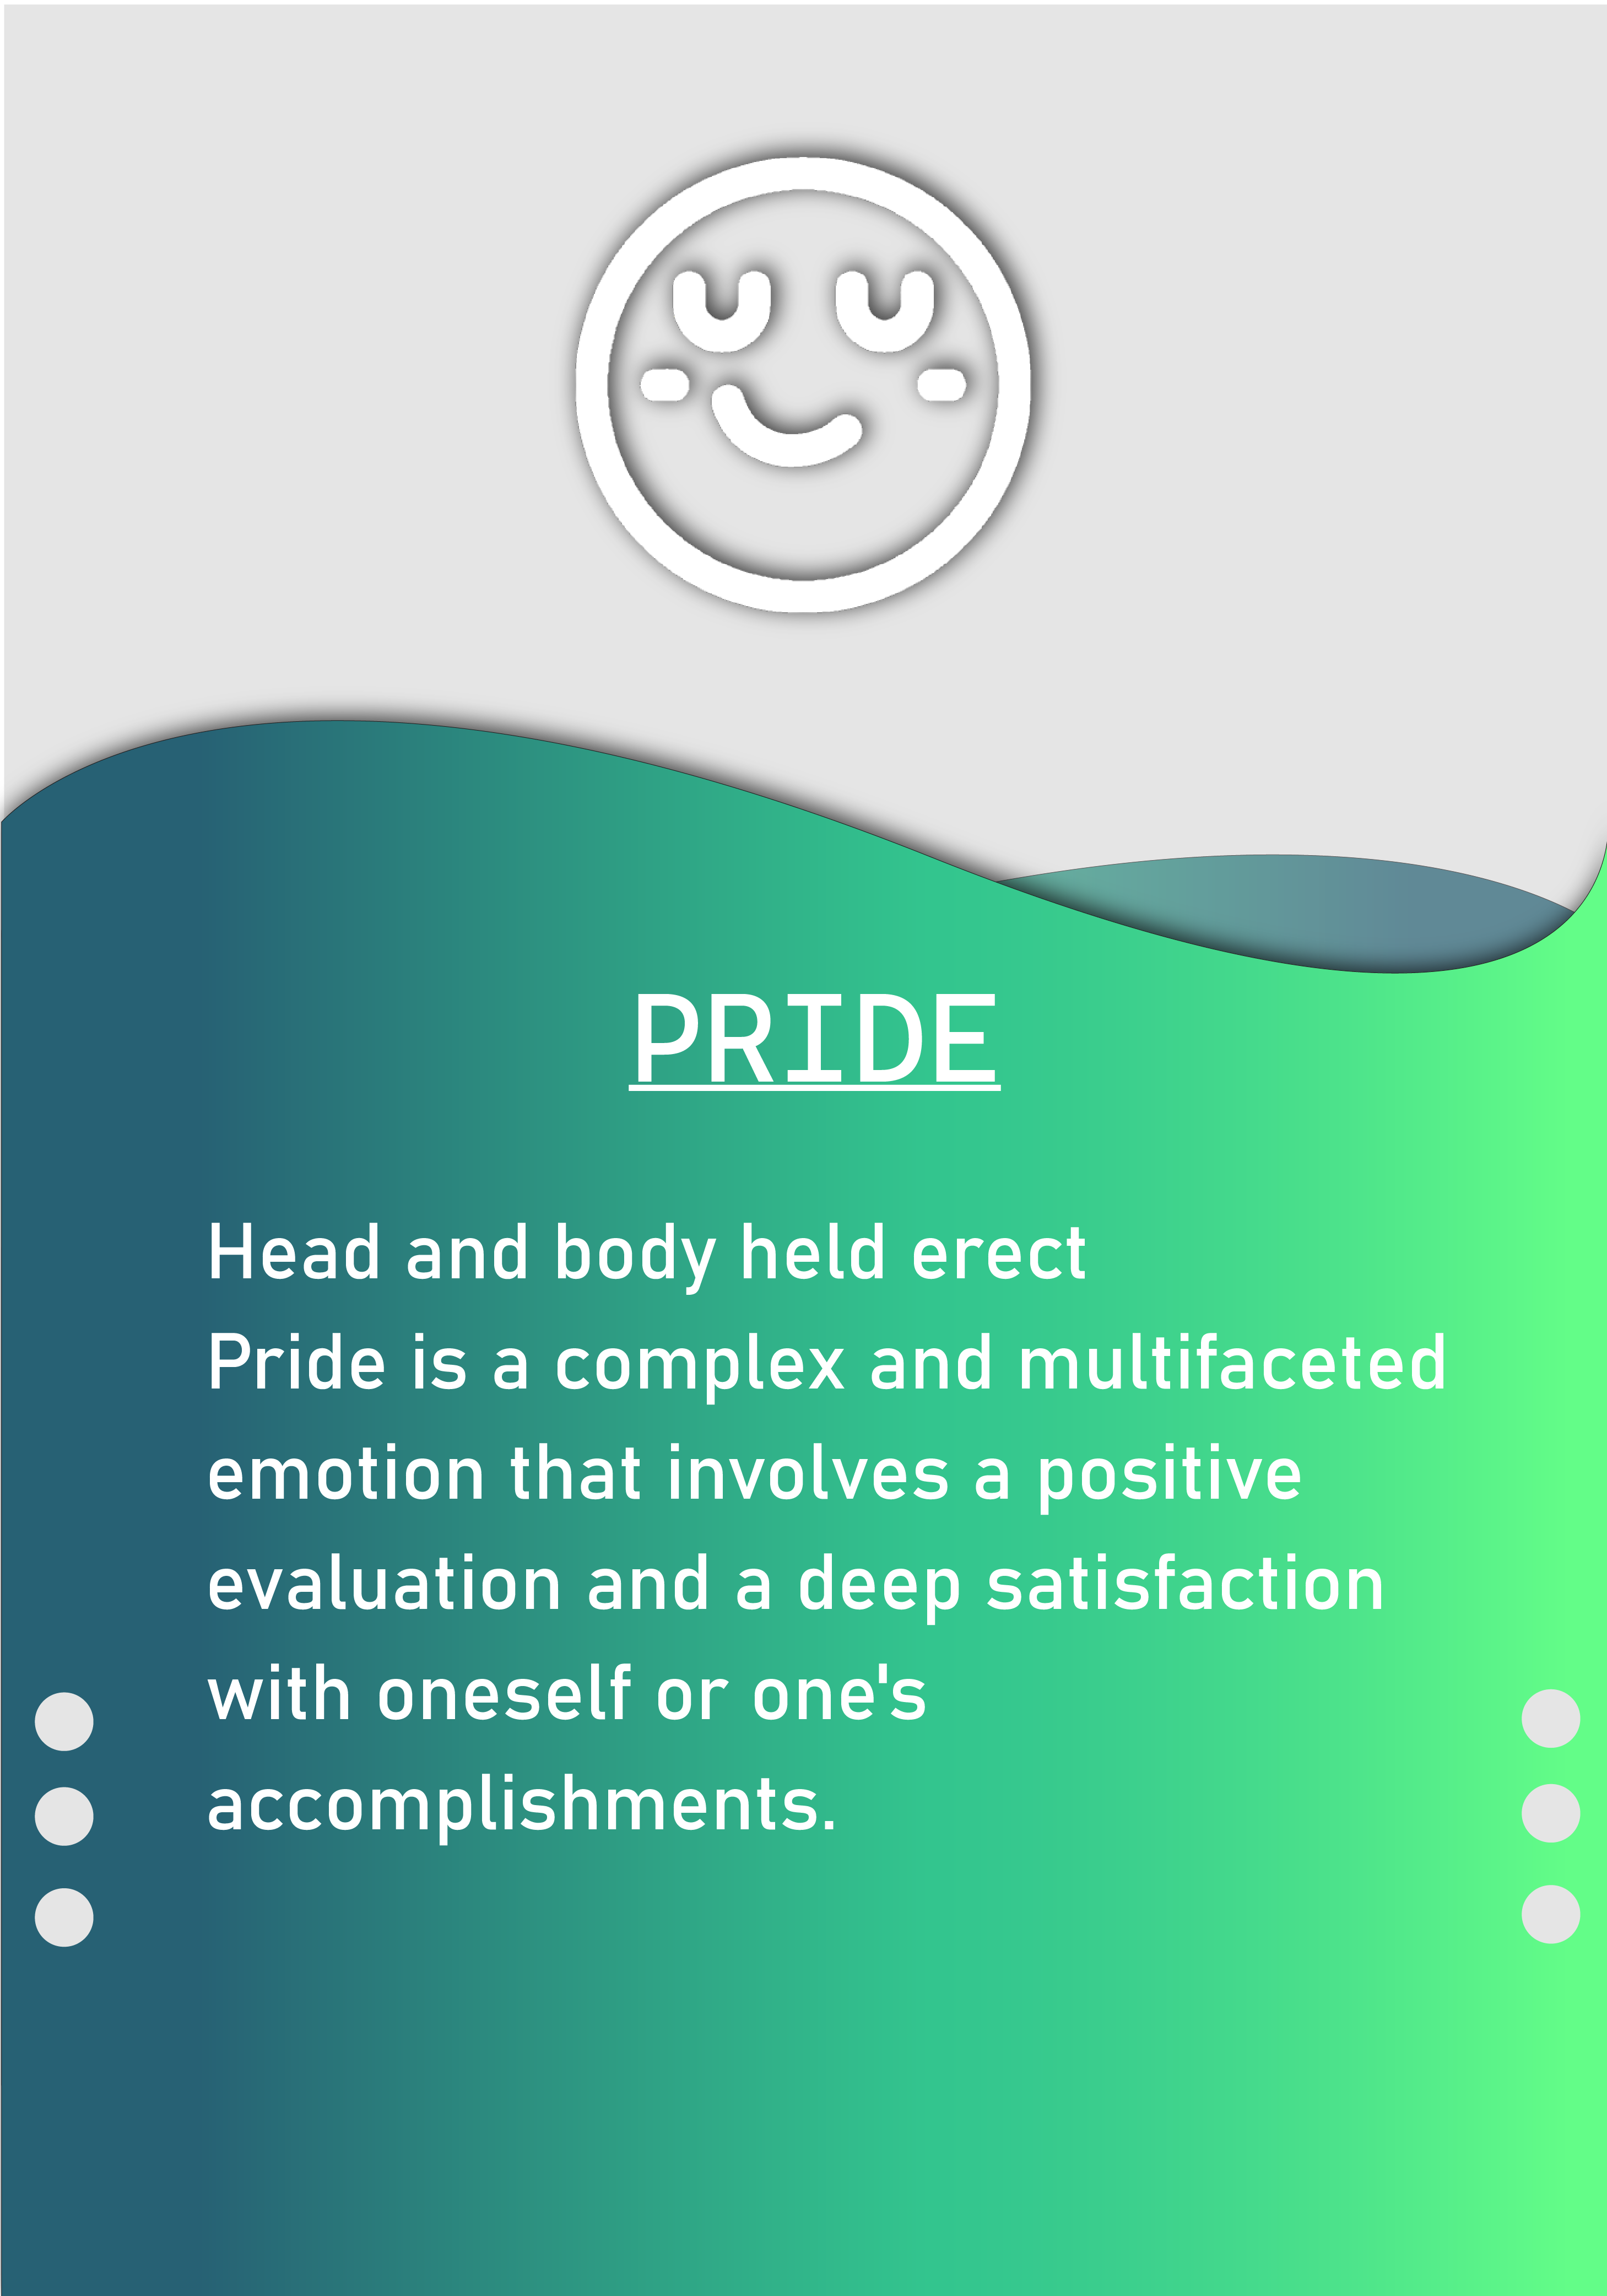 PRIDE
Head and body held erect
Pride is a complex and multifaceted
emotion that involves a positive
evaluation and a deep satisfaction
with oneself or one's
accomplishments.